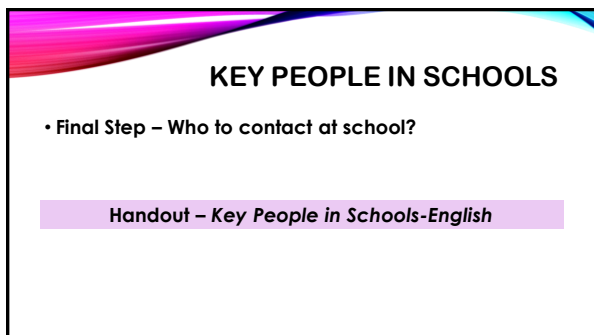 KEY PEOPLE IN SCHOOLS
• Final Step – Who to contact at school?
Handout – Key People in Schools-English